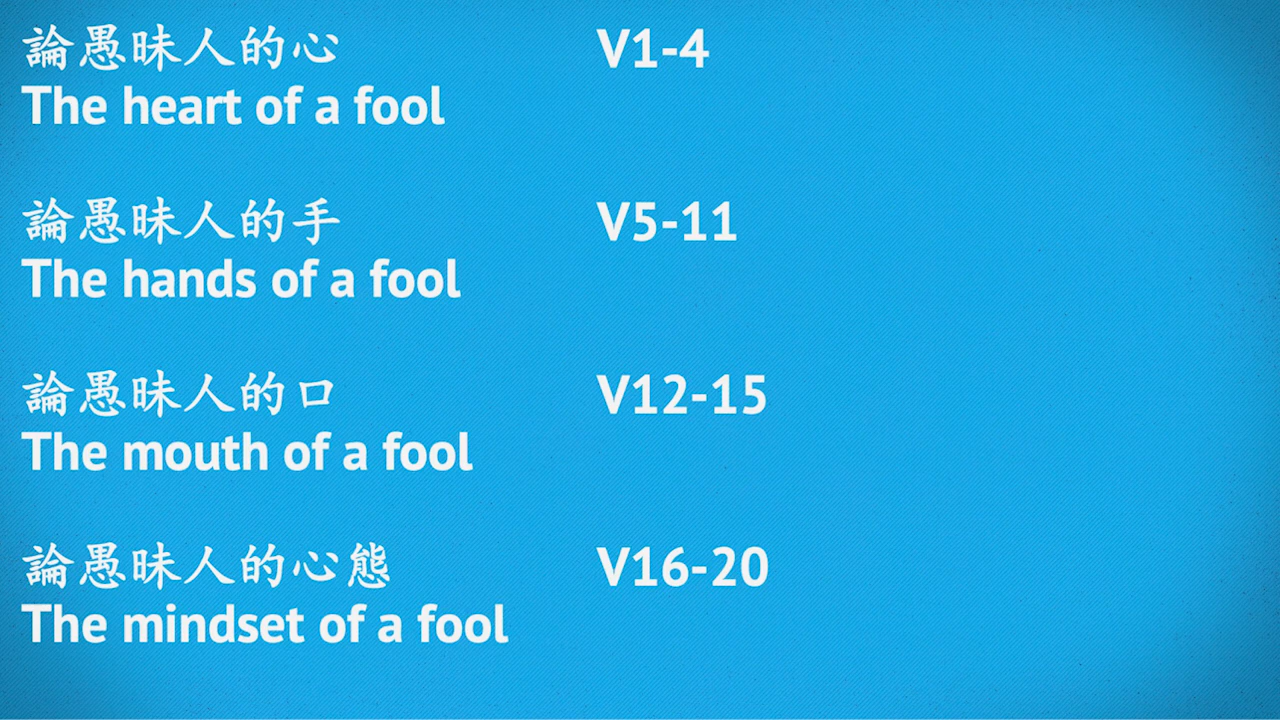 論愚昧人的心 V1-4
The heart of a fool
論愚昧人的手 V5-11
The hands of a fool
論愚昧人的口 V12-15
The mouth of a fool
論愚昧人的心態 V16-20
The mindset of a fool